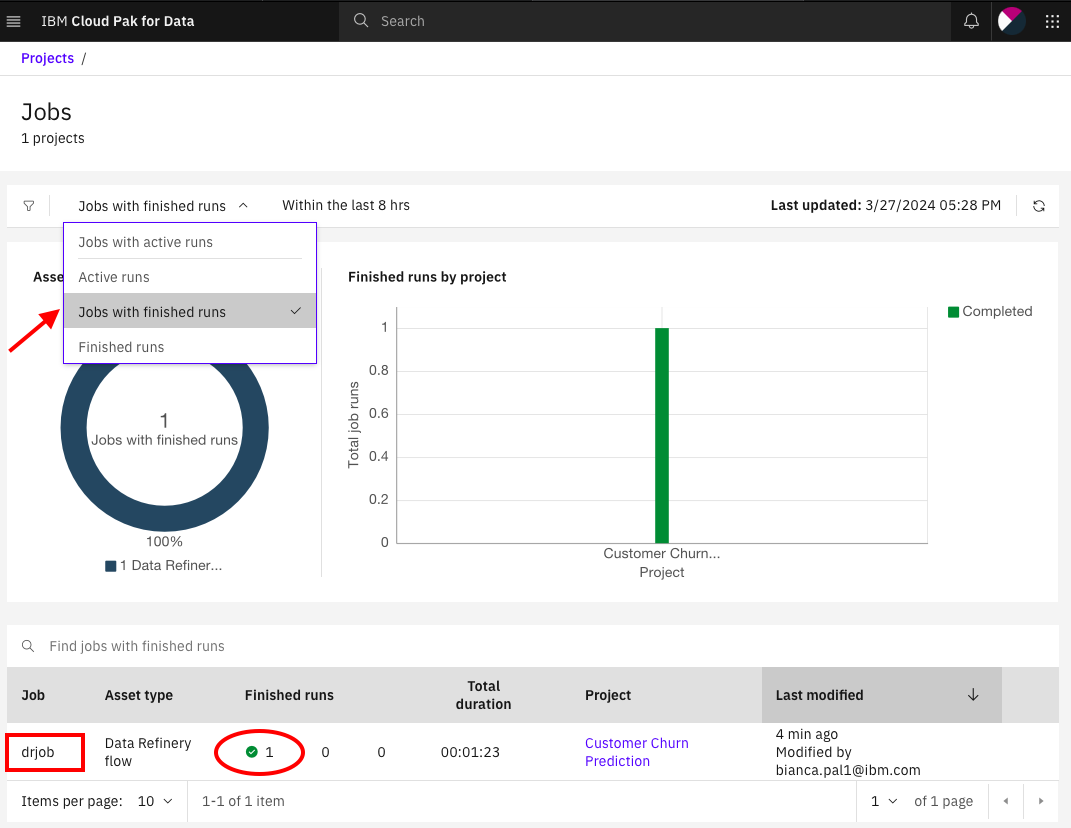 IBM Cloud Pak for Data
Search
Projects /
Jobs
1 projects
Jobs with finished runs
Within the last 8 hrs
Last updated: 3/27/2024 05:28 PM
Jobs with active runs
Active runs
Jobs with finished runs
Finished runs
Asse
1
Jobs with finished runs
100%
1 Data Refiner...
Finished runs by project
Completed
Total job runs
1
0.8
0.6
0.4
0.2
0
Customer Churn...
Project
Find jobs with finished runs
Job Asset type Finished runs Total duration Project Last modified
drjob Data Refinery flow 1 0 0 00:01:23 Customer Churn Prediction 4 min ago
Modified by
bianca.pal1@ibm.com
Items per page: 10 1-1 of 1 item 1 of 1 page